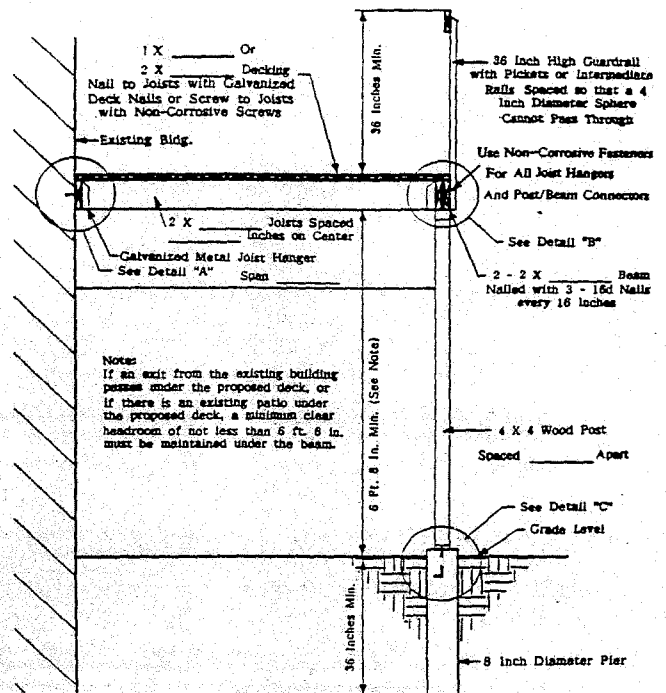 1 X ______ Or
2 X ______ Decking
Nail to Joists with Galvanized
Deck Nails or Screw to Joists
with Non-Corrosive Screws
Existing Bldg.
36 Inches Min.
36 Inch High Guardrail
with Pickets or Intermediate
Rails Spaced so that a 4
Inch Diameter Sphere
Cannot Pass Through
Use Non-Corrosive Fasteners
For All Joist Hangers
And Post/Beam Connectors
2 X ______ Joists Spaced
______ Inches on Center
Galvanized Metal Joist Hanger
See Detail "A"
Span ______
See Detail "B"
2 - 2 X ______ Beam
Nailed with 3 - 16d Nails
every 16 Inches
Note:
If an exit from the existing building
passes under the proposed deck, or
if there is an existing patio under
the proposed deck, a minimum clear
headroom of not less than 6 ft. 8 in.
must be maintained under the beam.
6 Ft. 8 In. Min. (See Note)
4 X 4 Wood Post
Spaced ______ Apart
See Detail "C"
Grade Level
36 Inches Min.
8 Inch Diameter Pier